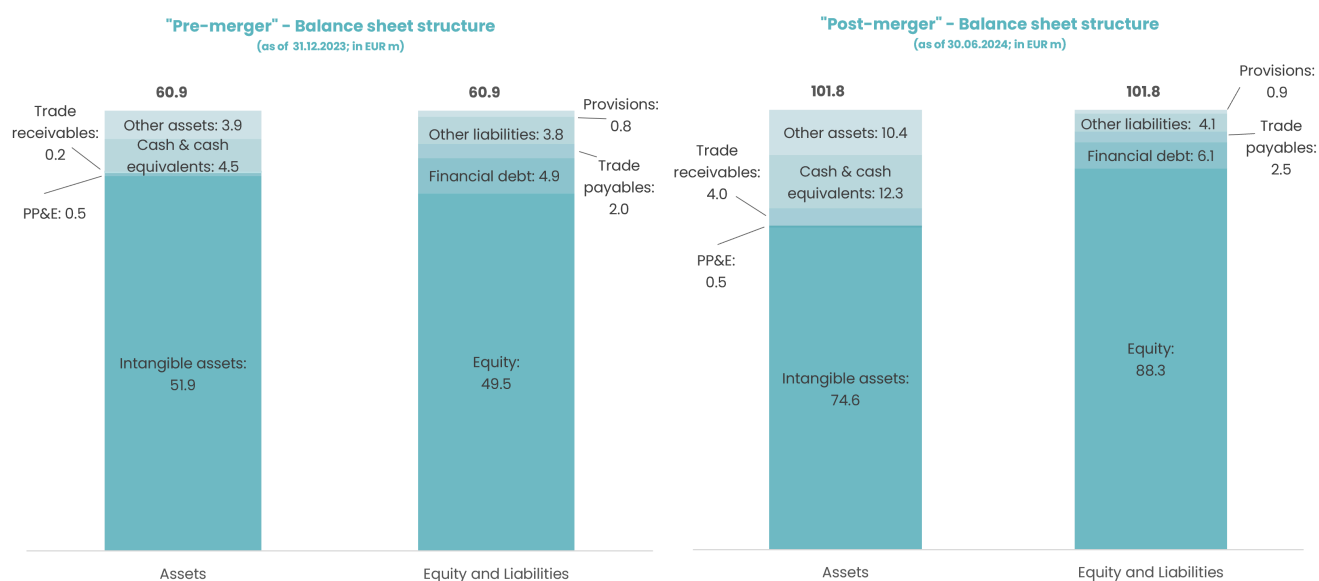 "Pre-merger" - Balance sheet structure
(as of 31.12.2023; in EUR m)
60.9
60.9
Trade
receivables:
0.2
PP&E: 0.5
Other assets: 3.9
Cash & cash
equivalents: 4.5
Intangible assets:
51.9
Provisions:
0.8
Other liabilities: 3.8
Trade
payables:
2.0
Financial debt: 4.9
Equity:
49.5
Assets
Equity and Liabilities
"Post-merger" - Balance sheet structure
(as of 30.06.2024; in EUR m)
101.8
101.8
Trade
receivables:
4.0
PP&E:
0.5
Other assets: 10.4
Cash & cash
equivalents: 12.3
Intangible assets:
74.6
Provisions:
0.9
Other liabilities: 4.1
Trade
payables:
2.5
Financial debt: 6.1
Equity:
88.3
Assets
Equity and Liabilities